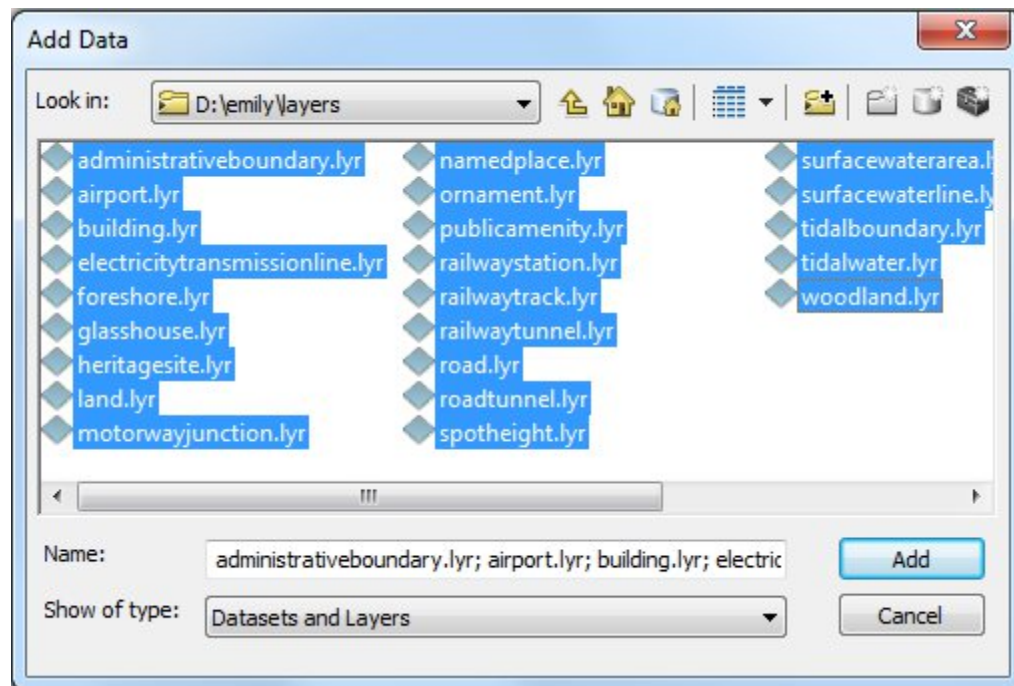 Add Data
Look in: D:\emily\layers
administrativeboundary.lyr
airport.lyr
building.lyr
electricitytransmissionline.lyr
foreshore.lyr
glasshouse.lyr
heritagesite.lyr
land.lyr
motorwayjunction.lyr
namedplace.lyr
ornament.lyr
publicamenity.lyr
railwaystation.lyr
railwaytrack.lyr
railwaytunnel.lyr
road.lyr
roadtunnel.lyr
spotheight.lyr
surfacewaterarea.l
surfacewaterline.ly
tidalboundary.lyr
tidalwater.lyr
woodland.lyr
Name: administrativeboundary.lyr; airport.lyr; building.lyr; electric
Add
Show of type: Datasets and Layers
Cancel